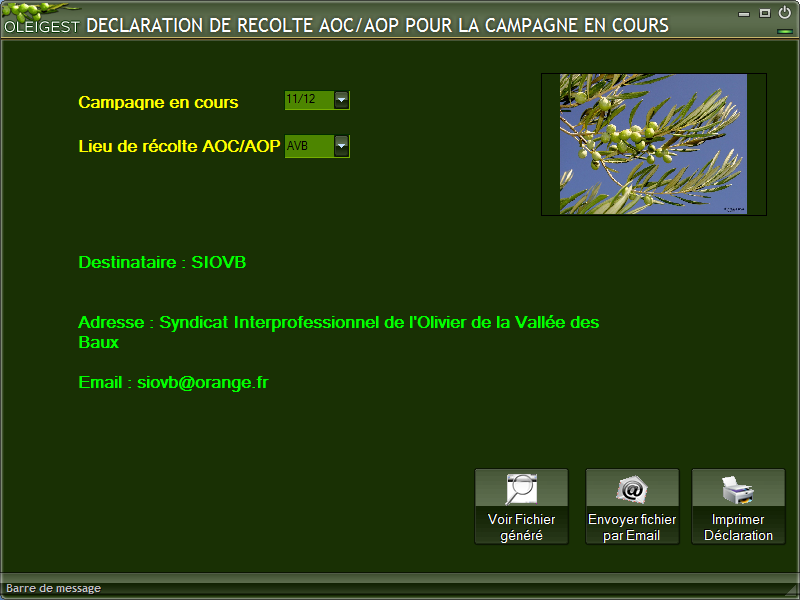 OLEIGEST DECLARATION DE RECOLTE AOC/AOP POUR LA CAMPAGNE EN COURS
Campagne en cours 11/12
Lieu de récolte AOC/AOP AVB
Destinataire : SIOVB
Adresse : Syndicat Interprofessionnel de l'Olivier de la Vallée des
Baux
Email : siovb@orange.fr
Voir Fichier
généré
Envoyer fichier
par Email
Imprimer
Déclaration
Barre de message